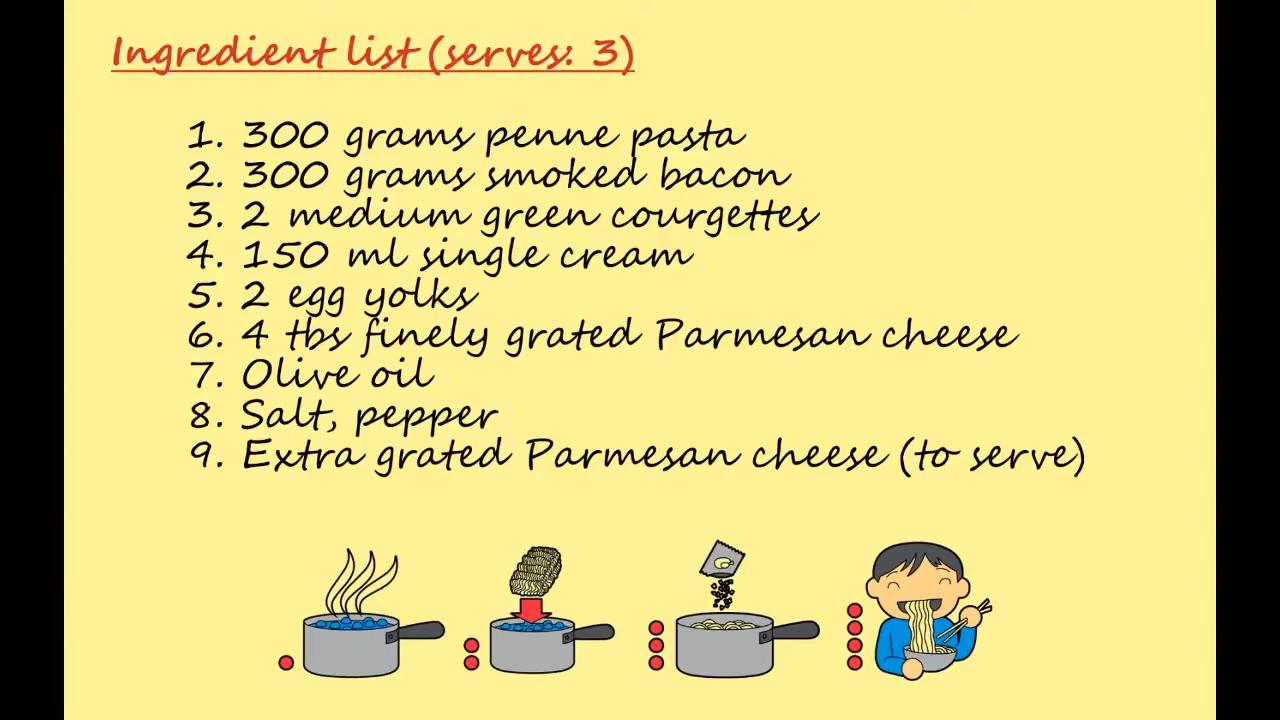 Ingredient list (serves: 3)
1. 300 grams penne pasta
2. 300 grams smoked bacon
3. 2 medium green courgettes
4. 150 ml single cream
5. 2 egg yolks
6. 4 tbs finely grated Parmesan cheese
7. Olive oil
8. Salt, pepper
9. Extra grated Parmesan cheese (to serve)